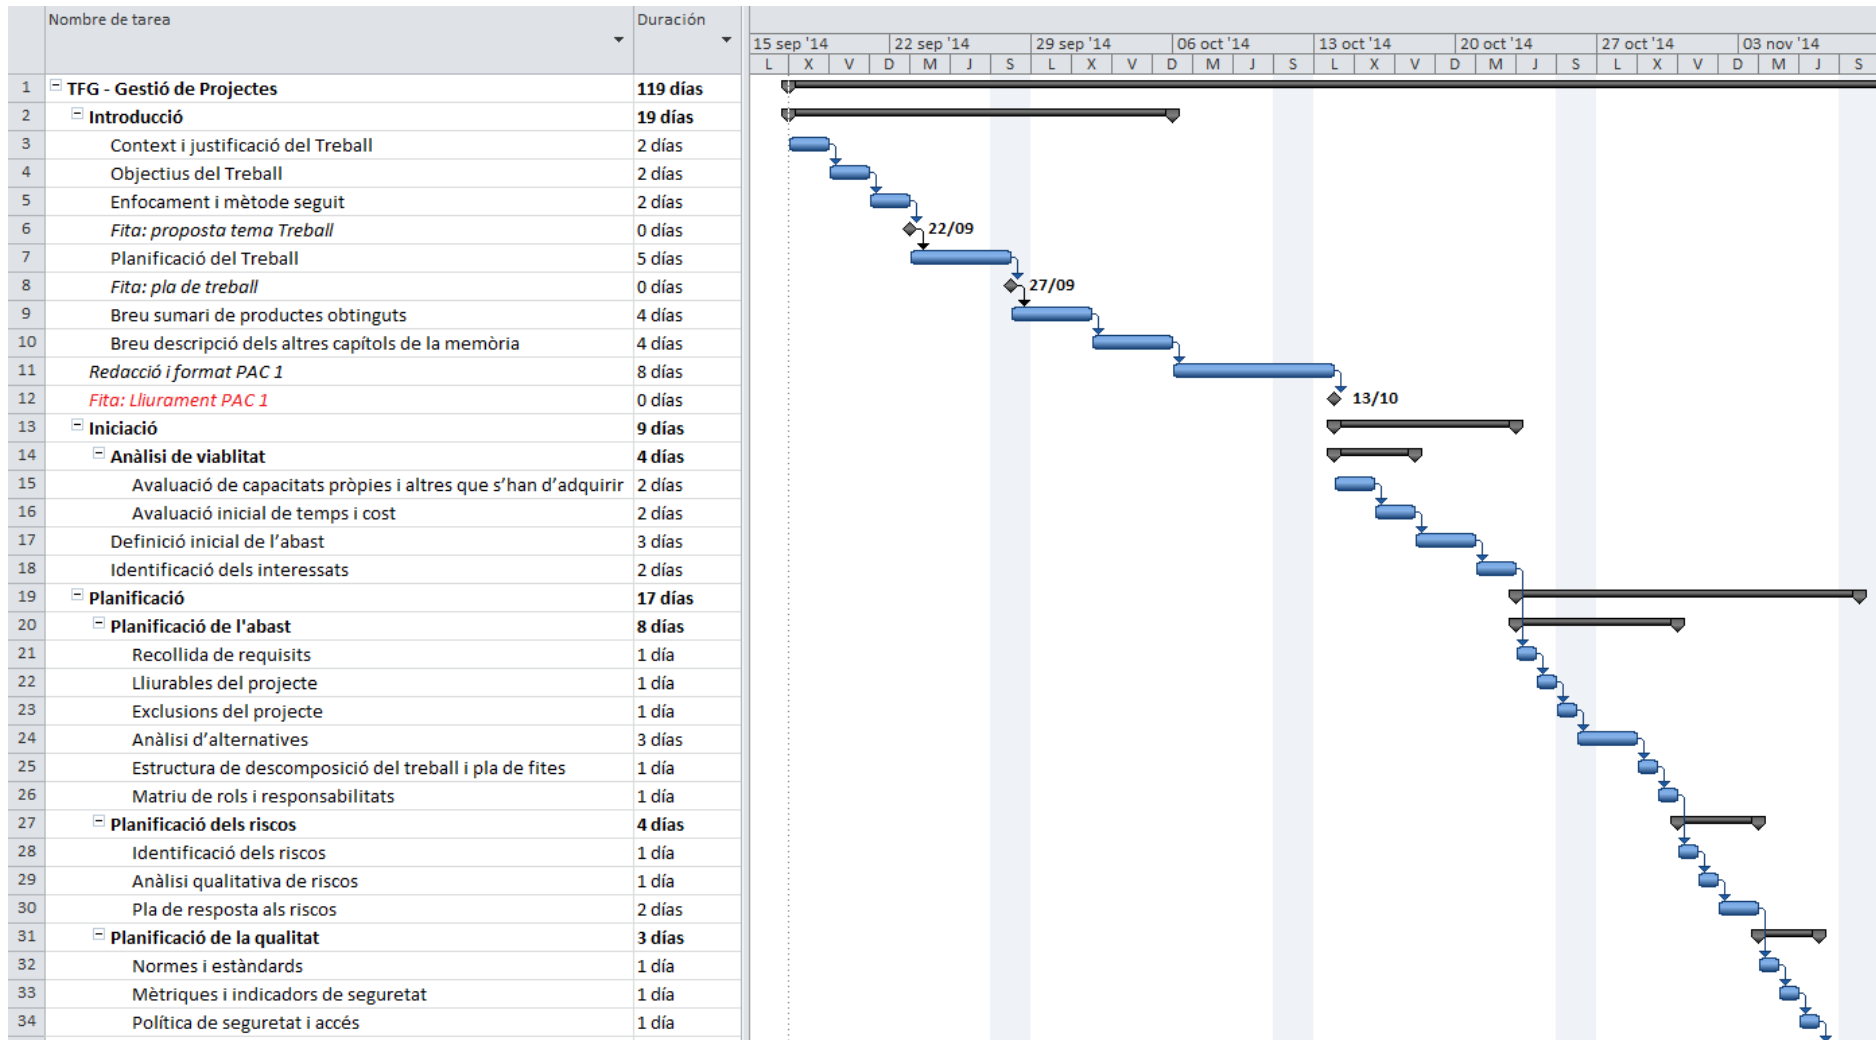 Nombre de tarea Duración
15 sep '14 22 sep '14 29 sep '14 06 oct '14 13 oct '14 20 oct '14 27 oct '14 03 nov '14
L X V D M J S L X V D M J S L X V D M J S L X V D M J S
1 TFG - Gestió de Projectes 119 días
2 Introducció 19 días
3 Context i justificació del Treball 2 días
4 Objectius del Treball 2 días
5 Enfocament i mètode seguit 2 días
6 Fita: proposta tema Treball 0 días 22/09
7 Planificació del Treball 5 días
8 Fita: pla de treball 0 días 27/09
9 Breu sumari de productes obtinguts 4 días
10 Breu descripció dels altres capítols de la memòria 4 días
11 Redacció i format PAC 1 8 días
12 Fita: Lliurament PAC 1 0 días 13/10
13 Iniciació 9 días
14 Anàlisi de viablitat 4 días
15 Avaluació de capacitats pròpies i altres que s’han d’adquirir 2 días
16 Avaluació inicial de temps i cost 2 días
17 Definició inicial de l’abast 3 días
18 Identificació dels interessats 2 días
19 Planificació 17 días
20 Planificació de l'abast 8 días
21 Recollida de requisits 1 día
22 Lliurables del projecte 1 día
23 Exclusions del projecte 1 día
24 Anàlisi d’alternatives 3 días
25 Estructura de descomposició del treball i pla de fites 1 día
26 Matriu de rols i responsabilitats 1 día
27 Planificació dels riscos 4 días
28 Identificació dels riscos 1 día
29 Anàlisi qualitativa de riscos 1 día
30 Pla de resposta als riscos 2 días
31 Planificació de la qualitat 3 días
32 Normes i estàndards 1 día
33 Mètriques i indicadors de seguretat 1 día
34 Política de seguretat i accés 1 día